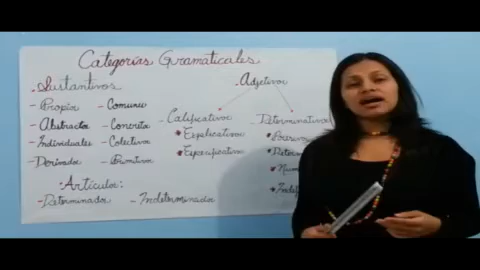 Categorías Gramaticales
Sustantivos
- Propio - Comunes
- Abstractos - Concretos
- Individuales - Colectivos
- Derivados - Primitivos
Artículos:
- Determinados - Indeterminados
Adjetivos
Calificativos
Explicativos
Especificativos
Determinativos
Posesivos